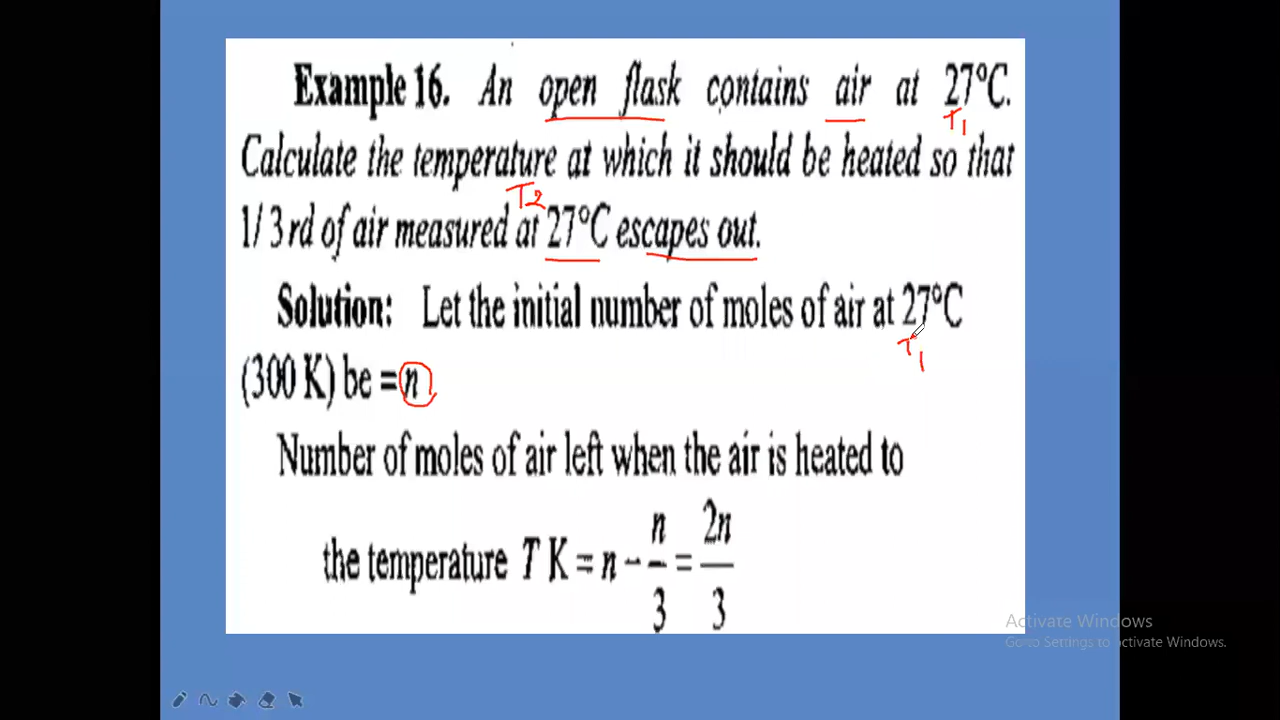 Example 16. An open flask contains air at 27°C.
T1
Calculate the temperature at which it should be heated so that
T2
1/3rd of air measured at 27°C escapes out.
Solution: Let the initial number of moles of air at 27°C
T1
(300 K) be = n
Number of moles of air left when the air is heated to
the temperature T K = n − n/3 = 2n/3
Activate Windows
Go to Settings to activate Windows.